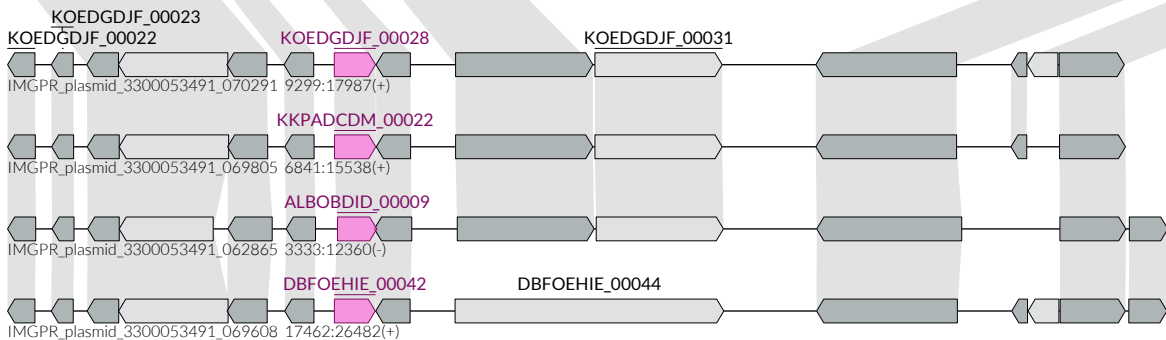 KOEDGDJF_00023
KOEDGDJF_00022 KOEDGDJF_00028 KOEDGDJF_00031
IMGPR_plasmid_3300053491_070291 9299:17987(+)
KKPADCDM_00022
IMGPR_plasmid_3300053491_069805 6841:15538(+)
ALBOBDID_00009
IMGPR_plasmid_3300053491_062865 3333:12360(-)
DBFOEHIE_00042 DBFOEHIE_00044
IMGPR_plasmid_3300053491_069608 17462:26482(+)